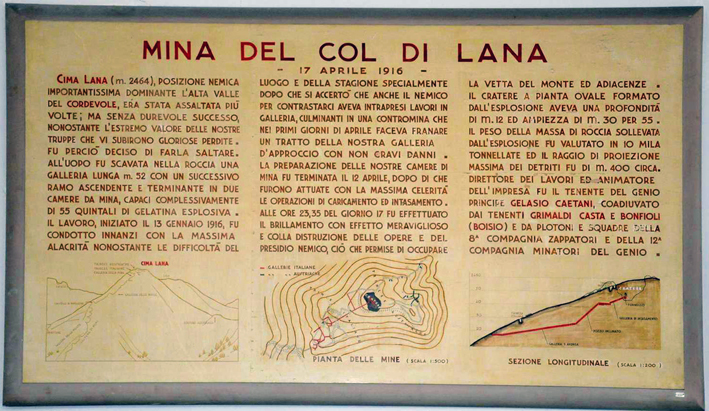 MINA DEL COL DI LANA
- 17 APRILE 1916 -
CIMA LANA (m. 2464), POSIZIONE NEMICA
IMPORTANTISSIMA DOMINANTE L'ALTA VALLE
DEL CORDEVOLE, ERA STATA ASSALTATA PIÙ
VOLTE; MA SENZA DUREVOLE SUCCESSO,
NONOSTANTE L'ESTREMO VALORE DELLE NOSTRE
TRUPPE CHE VI SUBIRONO GLORIOSE PERDITE.
FU PERCIÒ DECISO DI FARLA SALTARE.
ALL'UOPO FU SCAVATA NELLA ROCCIA UNA
GALLERIA LUNGA m. 52 CON UN SUCCESSIVO
RAMO ASCENDENTE E TERMINANTE IN DUE
CAMERE DA MINA, CAPACI COMPLESSIVAMENTE
DI 55 QUINTALI DI GELATINA ESPLOSIVA.
IL LAVORO, INIZIATO IL 13 GENNAIO 1916, FU
CONDOTTO INNANZI CON LA MASSIMA
ALACRITÀ NONOSTANTE LE DIFFICOLTÀ DEL
LUOGO E DELLA STAGIONE SPECIALMENTE
DOPO CHE SI ACCERTÒ CHE ANCHE IL NEMICO
PER CONTRASTARCI AVEVA INTRAPRESI LAVORI IN
GALLERIA, CULMINANTI IN UNA CONTROMINA CHE
NEI PRIMI GIORNI DI APRILE FACEVA FRANARE
UN TRATTO DELLA NOSTRA GALLERIA
D'APPROCCIO CON NON GRAVI DANNI.
LA PREPARAZIONE DELLE NOSTRE CAMERE DI
MINA FU TERMINATA IL 12 APRILE, DOPO DI CHE
FURONO ATTUATE CON LA MASSIMA CELERITÀ
LE OPERAZIONI DI CARICAMENTO ED INTASAMENTO.
ALLE ORE 23,35 DEL GIORNO 17 FU EFFETTUATO
IL BRILLAMENTO CON EFFETTO MERAVIGLIOSO
E COLLA DISTRUZIONE DELLE OPERE E DEL
PRESIDIO NEMICO, CIÒ CHE PERMISE DI OCCUPARE
LA VETTA DEL MONTE ED ADIACENZE.
IL CRATERE A PIANTA OVALE FORMATO
DALL'ESPLOSIONE AVEVA UNA PROFONDITÀ
DI m. 12 ED AMPIEZZA DI m. 30 PER 55.
IL PESO DELLA MASSA DI ROCCIA SOLLEVATA
DALL'ESPLOSIONE FU VALUTATO IN 10 MILA
TONNELLATE ED IL RAGGIO DI PROIEZIONE
MASSIMA DEI DETRITI FU DI m. 400 CIRCA.
DIRETTORE DEI LAVORI ED ANIMATORE
DELL'IMPRESA FU IL TENENTE DEL GENIO
PRINCIPE GELASIO CAETANI, COADIUVATO
DAI TENENTI GRIMALDI CASTA E BONFIOLI
(BOISIO) E DA PLOTONI E SQUADRE DELLA
8ª COMPAGNIA ZAPPATORI E DELLA 12ª
COMPAGNIA MINATORI DEL GENIO.
CIMA LANA
GALLERIE ITALIANE
AUSTRIACHE
PIANTA DELLE MINE (SCALA 1:500)
CRATERE
SEZIONE LONGITUDINALE (SCALA 1:200)